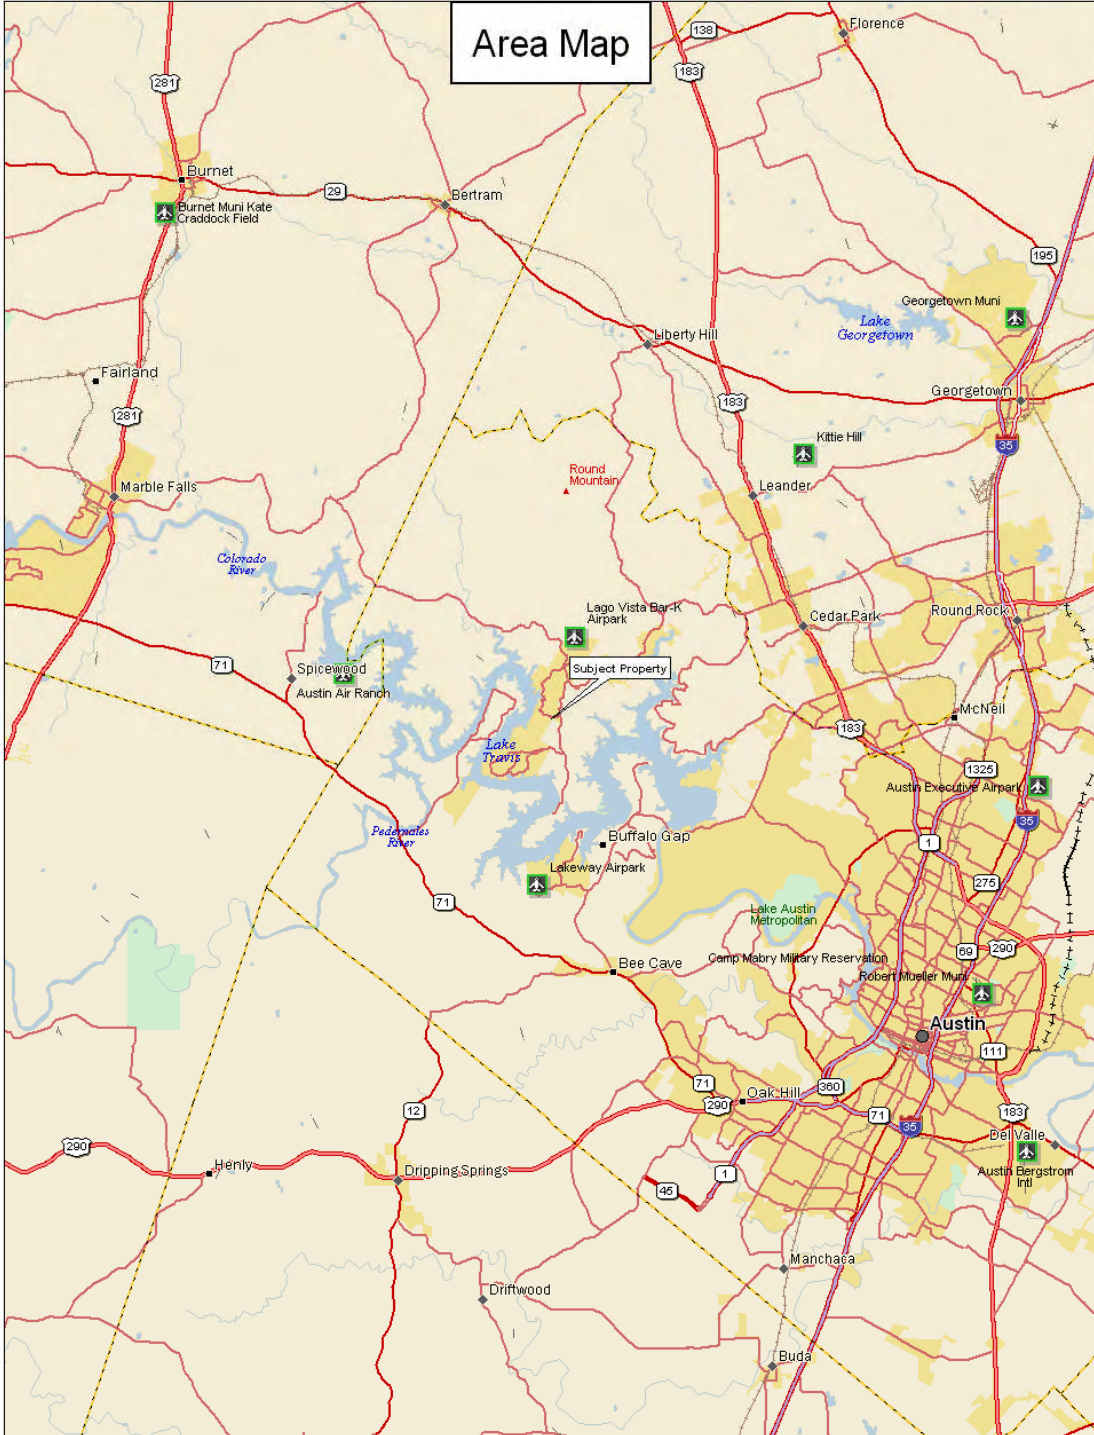 Area Map
Florence
138
183
281
Burnet
29
Bertram
Burnet Muni Kate
Craddock Field
195
Georgetown Muni
Lake
Georgetown
Liberty Hill
Fairland
183
Georgetown
281
35
Kittie Hill
Round
Mountain
Leander
Marble Falls
Colorado
River
Lago Vista Bar-K
Airpark
Cedar Park
Round Rock
71
Spicewood
Austin Air Ranch
Subject Property
McNeil
183
Lake
Travis
1325
Austin Executive Airpark
35
Pedernales
River
Buffalo Gap
1
Lakeway Airpark
275
71
Lake Austin
Metropolitan
69
290
Bee Cave
Camp Mabry Military Reservation
Robert Mueller Muni
Austin
111
71
360
Oak Hill
290
12
71
183
35
Del Valle
290
Henly
Dripping Springs
1
45
Austin Bergstrom
Intl
Manchaca
Driftwood
Buda